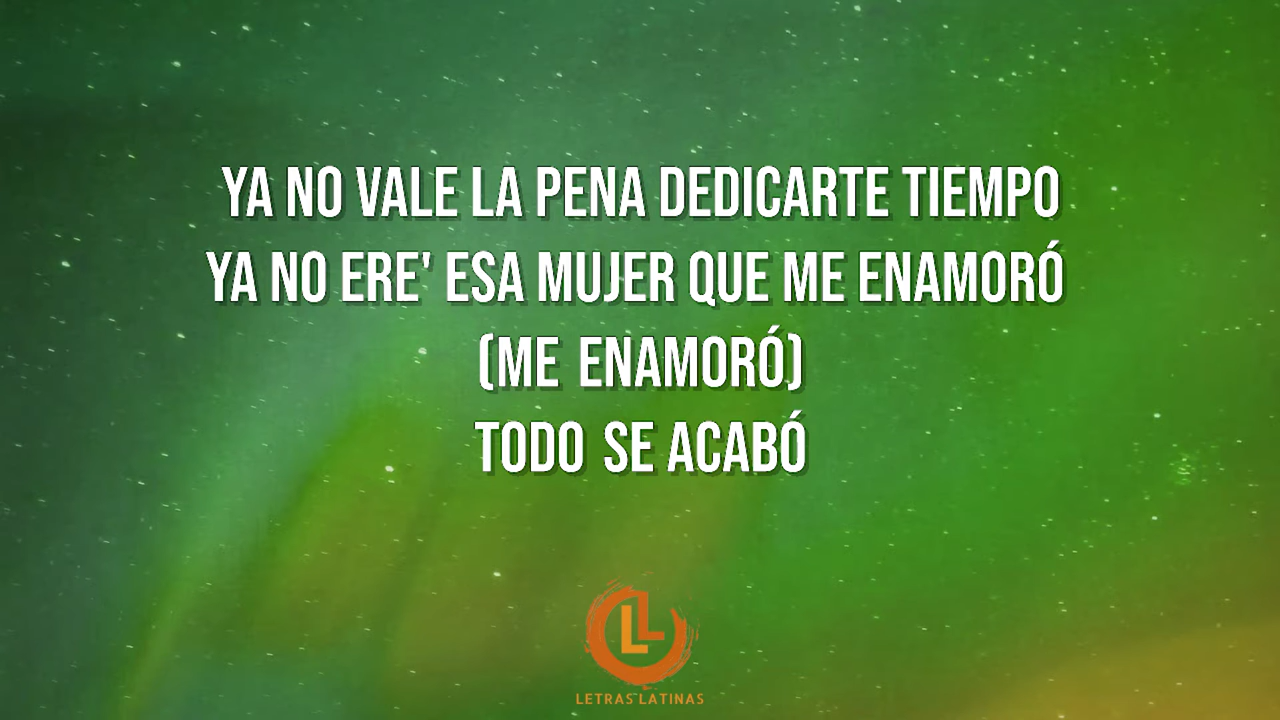 YA NO VALE LA PENA DEDICARTE TIEMPO
YA NO ERE' ESA MUJER QUE ME ENAMORÓ
(ME ENAMORÓ)
TODO SE ACABÓ
LL
LETRAS LATINAS